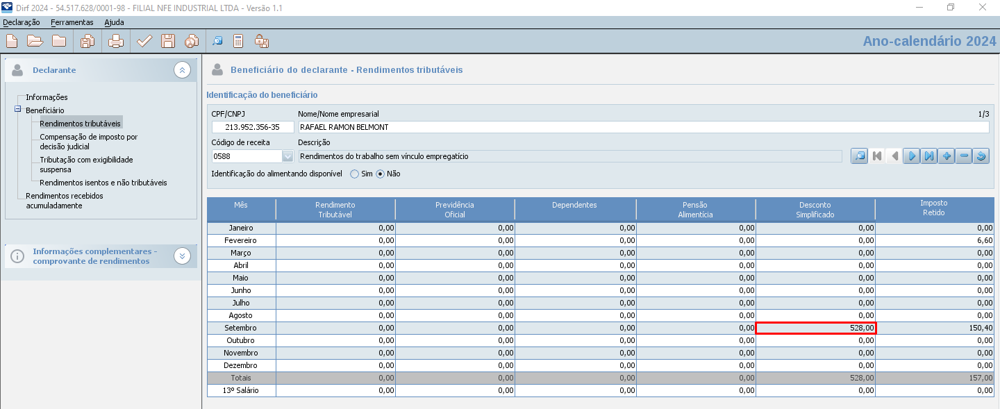 Dirf 2024 - 54.517.628/0001-98 - FILIAL NFE INDUSTRIAL LTDA - Versão 1.1
Declaração Ferramentas Ajuda
Ano-calendário 2024
Declarante
Informações
Beneficiário
Rendimentos tributáveis
Compensação de imposto por
decisão judicial
Tributação com exigibilidade
suspensa
Rendimentos isentos e não tributáveis
Rendimentos recebidos
acumuladamente
Informações complementares -
comprovante de rendimentos
Beneficiário do declarante - Rendimentos tributáveis
Identificação do beneficiário
CPF/CNPJ Nome/Nome empresarial 1/3
213.952.356-35 RAFAEL RAMON BELMONT
Código de receita Descrição
0588 Rendimentos do trabalho sem vínculo empregatício
Identificação do alimentando disponível Sim Não
Mês Rendimento Tributável Previdência Oficial Dependentes Pensão Alimentícia Desconto Simplificado Imposto Retido
Janeiro 0,00 0,00 0,00 0,00 0,00 0,00
Fevereiro 0,00 0,00 0,00 0,00 0,00 6,60
Março 0,00 0,00 0,00 0,00 0,00 0,00
Abril 0,00 0,00 0,00 0,00 0,00 0,00
Maio 0,00 0,00 0,00 0,00 0,00 0,00
Junho 0,00 0,00 0,00 0,00 0,00 0,00
Julho 0,00 0,00 0,00 0,00 0,00 0,00
Agosto 0,00 0,00 0,00 0,00 0,00 0,00
Setembro 0,00 0,00 0,00 0,00 528,00 150,40
Outubro 0,00 0,00 0,00 0,00 0,00 0,00
Novembro 0,00 0,00 0,00 0,00 0,00 0,00
Dezembro 0,00 0,00 0,00 0,00 0,00 0,00
Totais 0,00 0,00 0,00 0,00 528,00 157,00
13º Salário 0,00 0,00 0,00 0,00 0,00 0,00